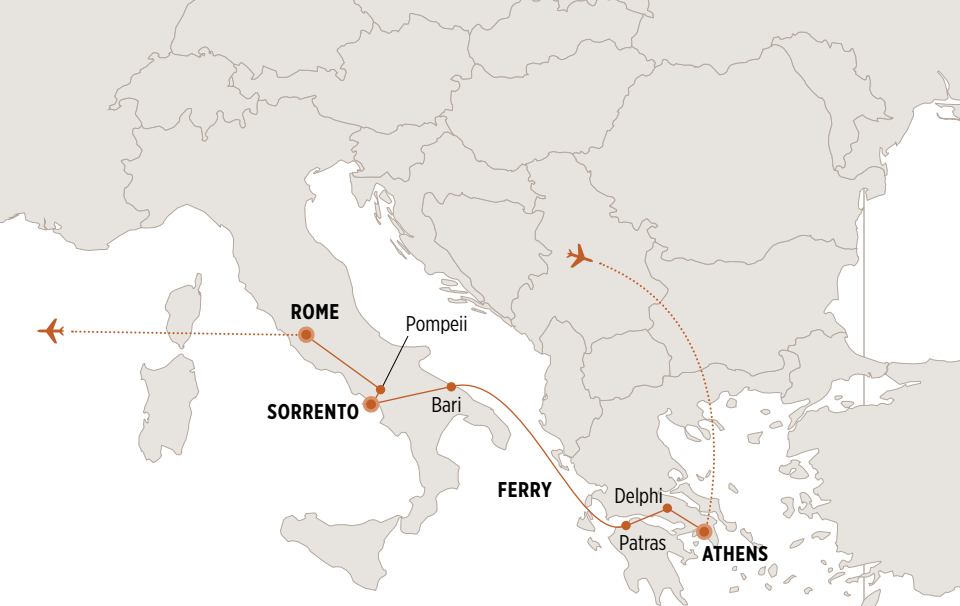 ROME
Pompeii
SORRENTO
Bari
FERRY
Delphi
Patras
ATHENS